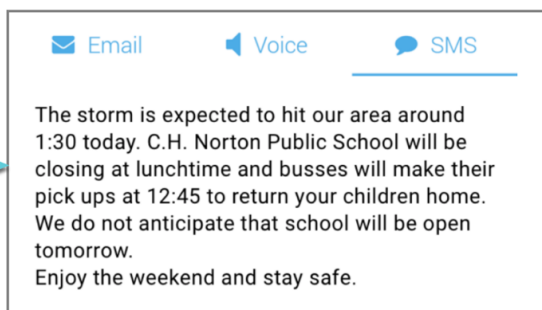 Email Voice SMS
The storm is expected to hit our area around
1:30 today. C.H. Norton Public School will be
closing at lunchtime and busses will make their
pick ups at 12:45 to return your children home.
We do not anticipate that school will be open
tomorrow.
Enjoy the weekend and stay safe.